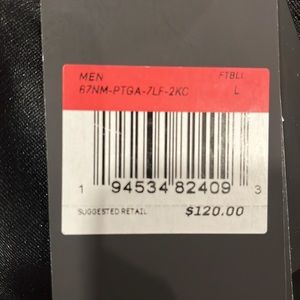 MEN FTBLL
67NM-PTGA-7LF-2KC L
1 94534 82409 3
SUGGESTED RETAIL $120.00